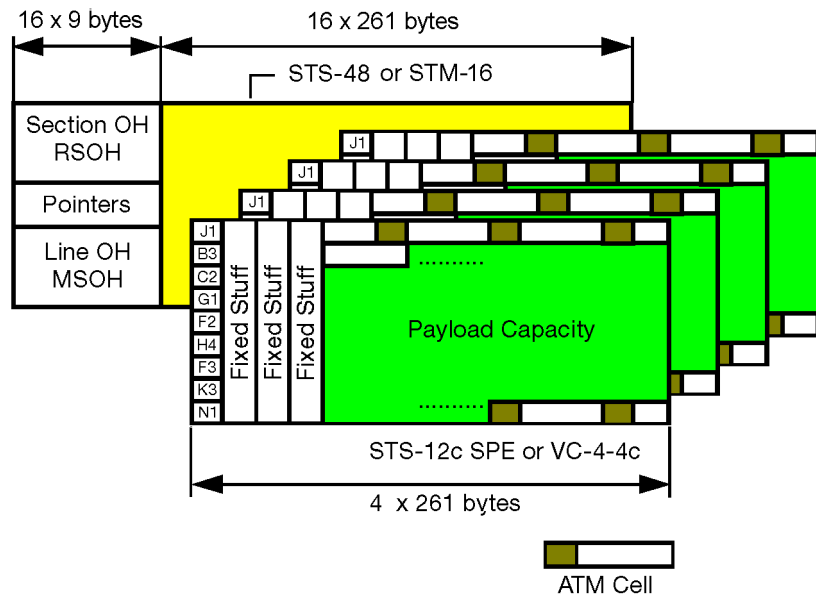 16 x 9 bytes
16 x 261 bytes
STS-48 or STM-16
Section OH
RSOH
Pointers
Line OH
MSOH
J1
J1
J1
J1
B3
C2
G1
F2
H4
F3
K3
N1
Fixed Stuff
Fixed Stuff
Fixed Stuff
..........
Payload Capacity
..........
STS-12c SPE or VC-4-4c
4 x 261 bytes
ATM Cell